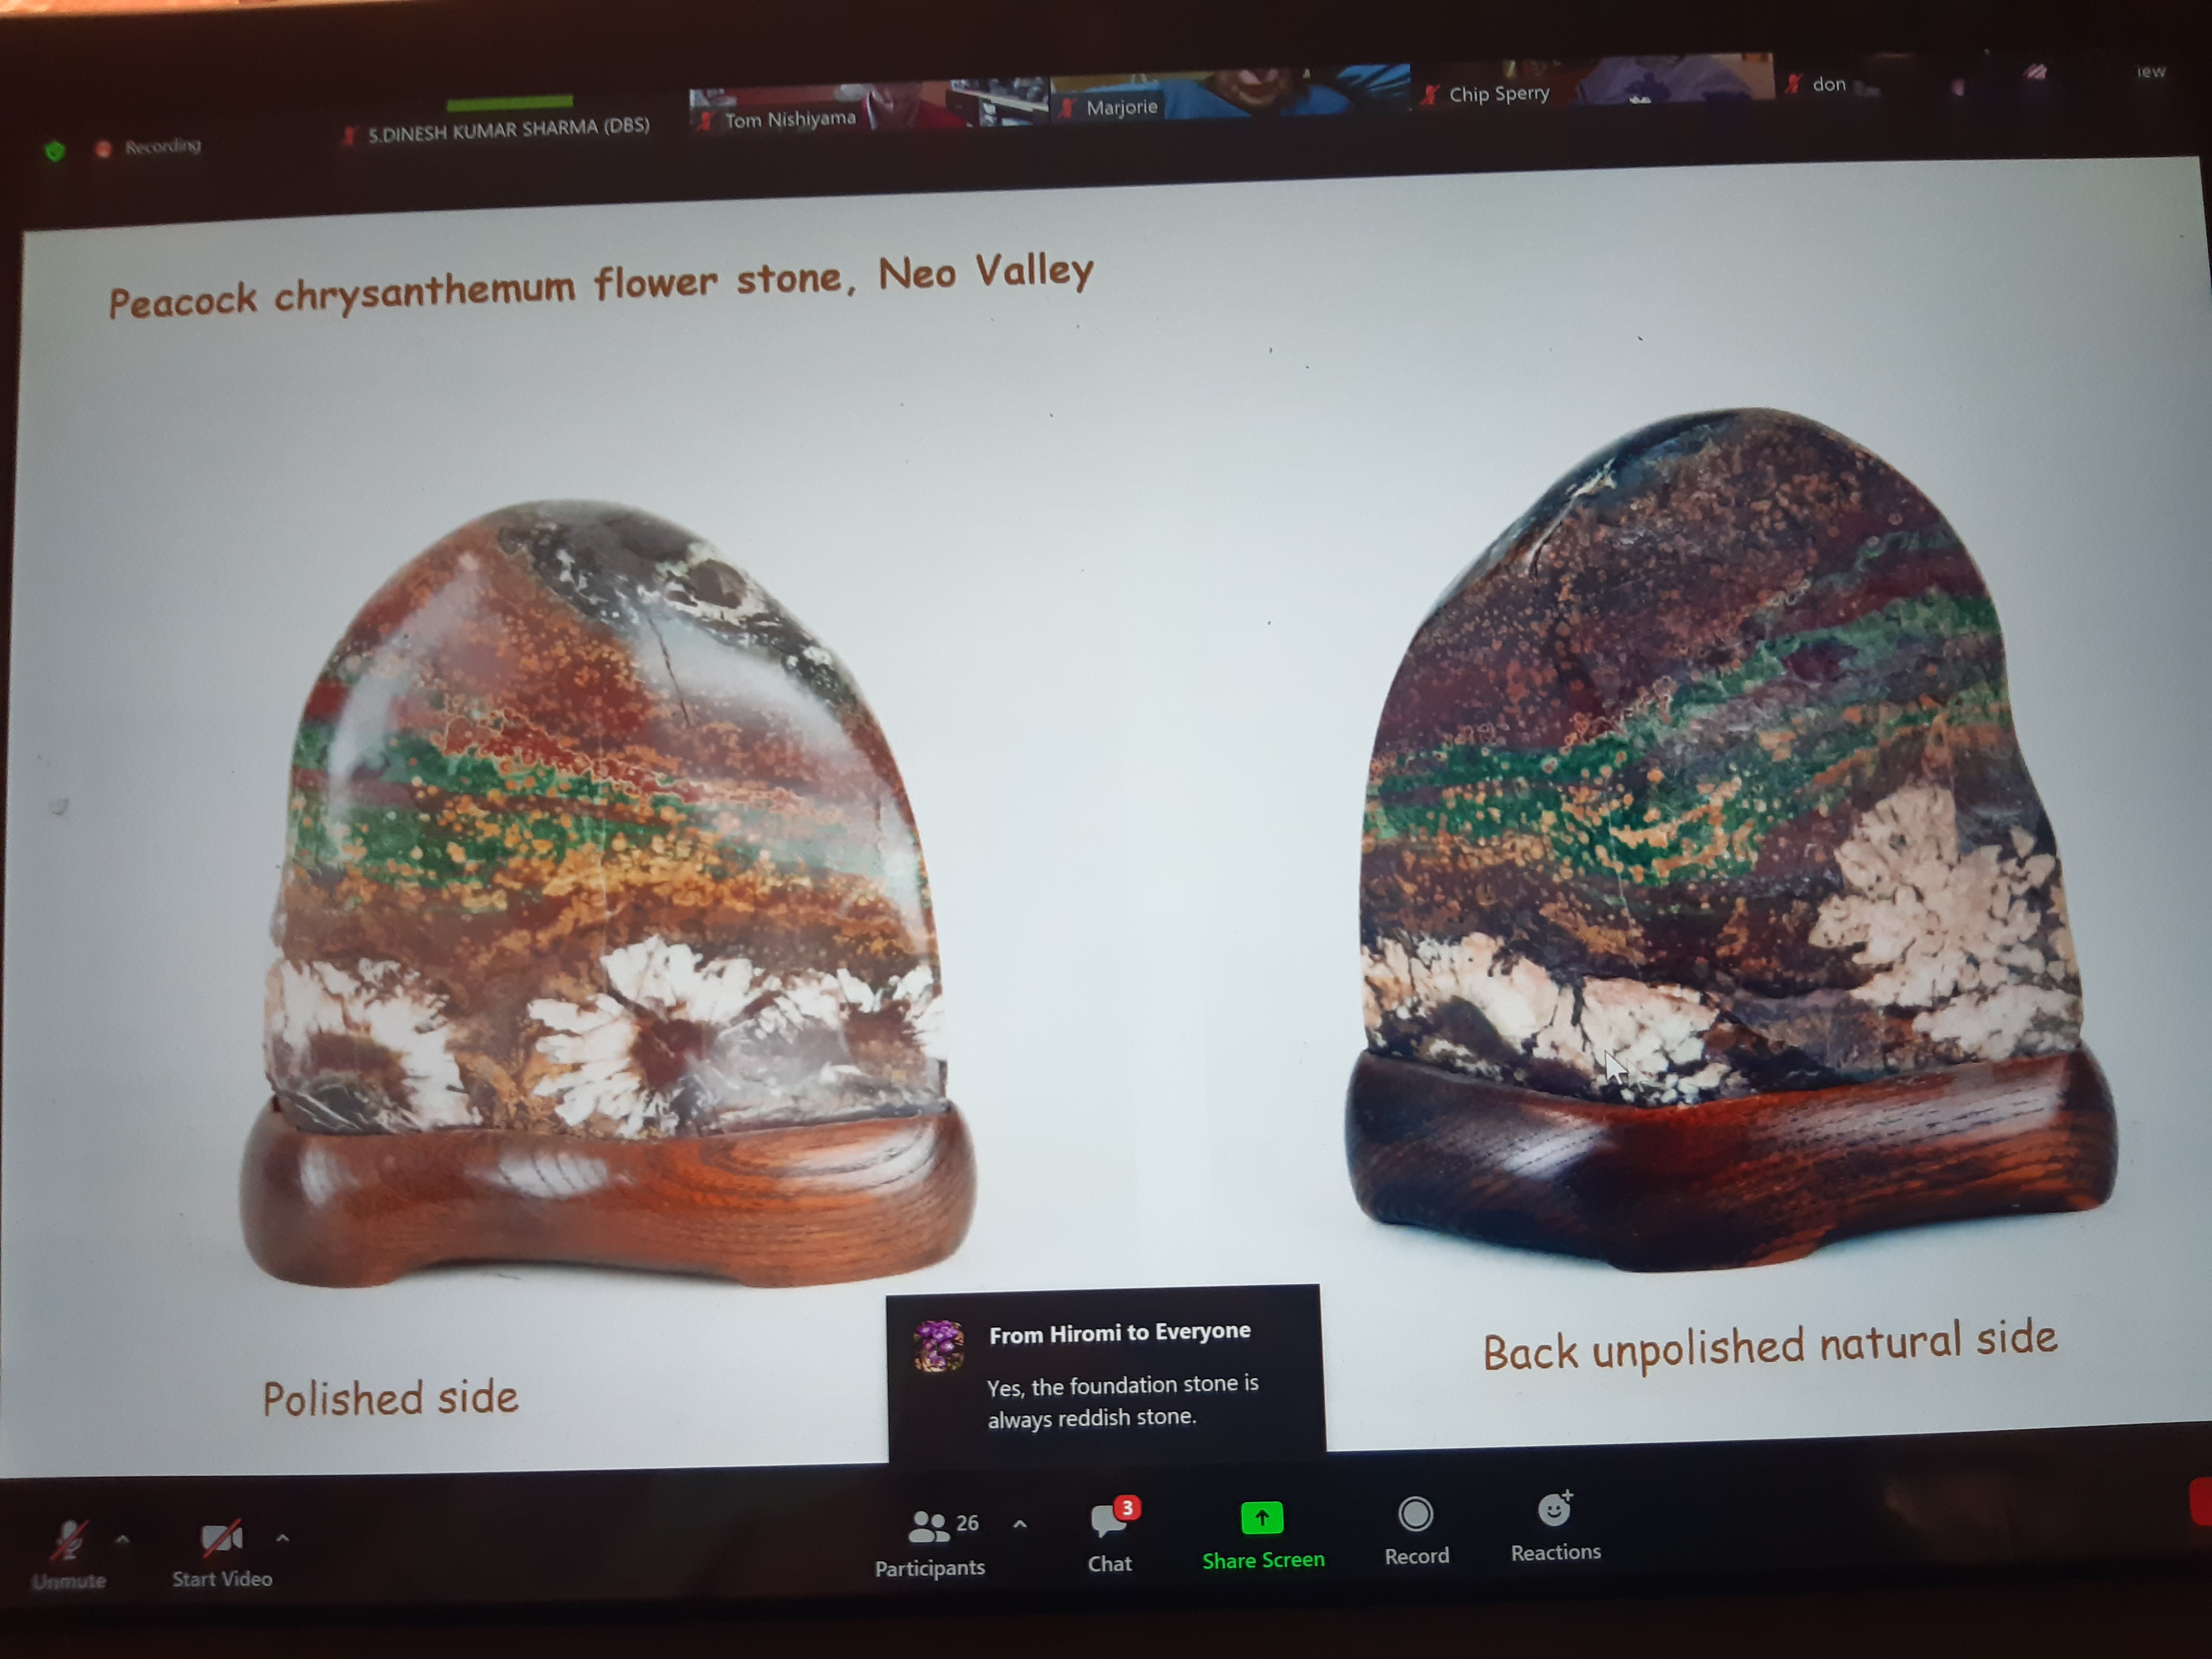 Recording
S.DINESH KUMAR SHARMA (DBS)
Tom Nishiyama
Marjorie
Chip Sperry
don
iew
Peacock chrysanthemum flower stone, Neo Valley
Polished side
Back unpolished natural side
From Hiromi to Everyone
Yes, the foundation stone is
always reddish stone.
Unmute
Start Video
26
Participants
3
Chat
Share Screen
Record
Reactions